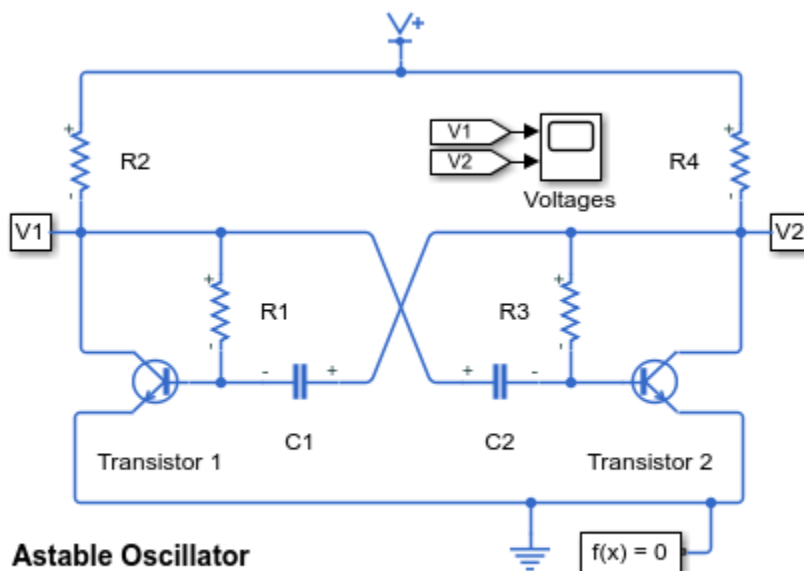 V+
R2
V1
V2
Voltages
R4
V1
V2
R1
R3
C1
C2
Transistor 1
Transistor 2
Astable Oscillator
f(x) = 0